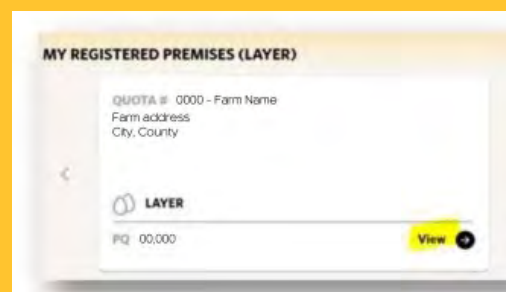 MY REGISTERED PREMISES (LAYER)
QUOTA # 0000 - Farm Name
Farm address
City, County
LAYER
PQ 00,000
View